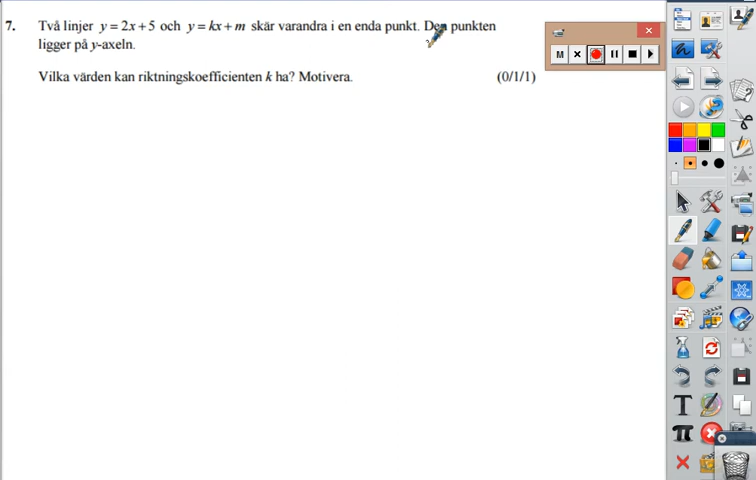 7. Två linjer y = 2x + 5 och y = kx + m skär varandra i en enda punkt. Den punkten
ligger på y-axeln.
Vilka värden kan riktningskoefficienten k ha? Motivera. (0/1/1)
M
T
π